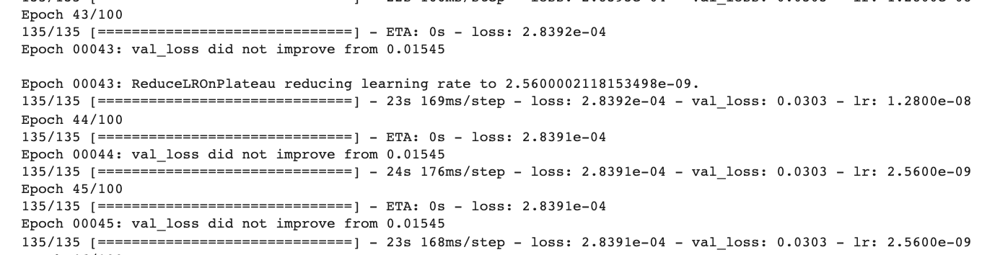 Epoch 43/100
135/135 [==============================] - ETA: 0s - loss: 2.8392e-04
Epoch 00043: val_loss did not improve from 0.01545
Epoch 00043: ReduceLROnPlateau reducing learning rate to 2.5600002118153498e-09.
135/135 [==============================] - 23s 169ms/step - loss: 2.8392e-04 - val_loss: 0.0303 - lr: 1.2800e-08
Epoch 44/100
135/135 [==============================] - ETA: 0s - loss: 2.8391e-04
Epoch 00044: val_loss did not improve from 0.01545
135/135 [==============================] - 24s 176ms/step - loss: 2.8391e-04 - val_loss: 0.0303 - lr: 2.5600e-09
Epoch 45/100
135/135 [==============================] - ETA: 0s - loss: 2.8391e-04
Epoch 00045: val_loss did not improve from 0.01545
135/135 [==============================] - 23s 168ms/step - loss: 2.8391e-04 - val_loss: 0.0303 - lr: 2.5600e-09